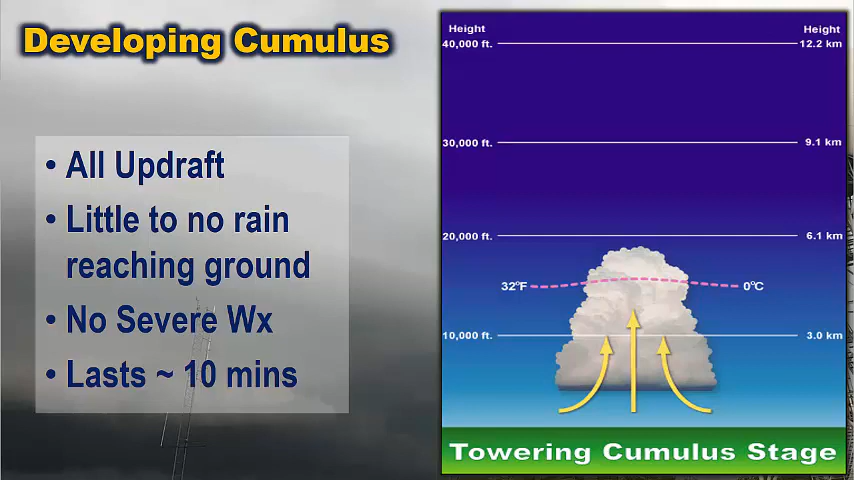 Developing Cumulus
• All Updraft
• Little to no rain
reaching ground
• No Severe Wx
• Lasts ~ 10 mins
Height Height
40,000 ft. 12.2 km
30,000 ft. 9.1 km
20,000 ft. 6.1 km
32°F 0°C
10,000 ft. 3.0 km
Towering Cumulus Stage